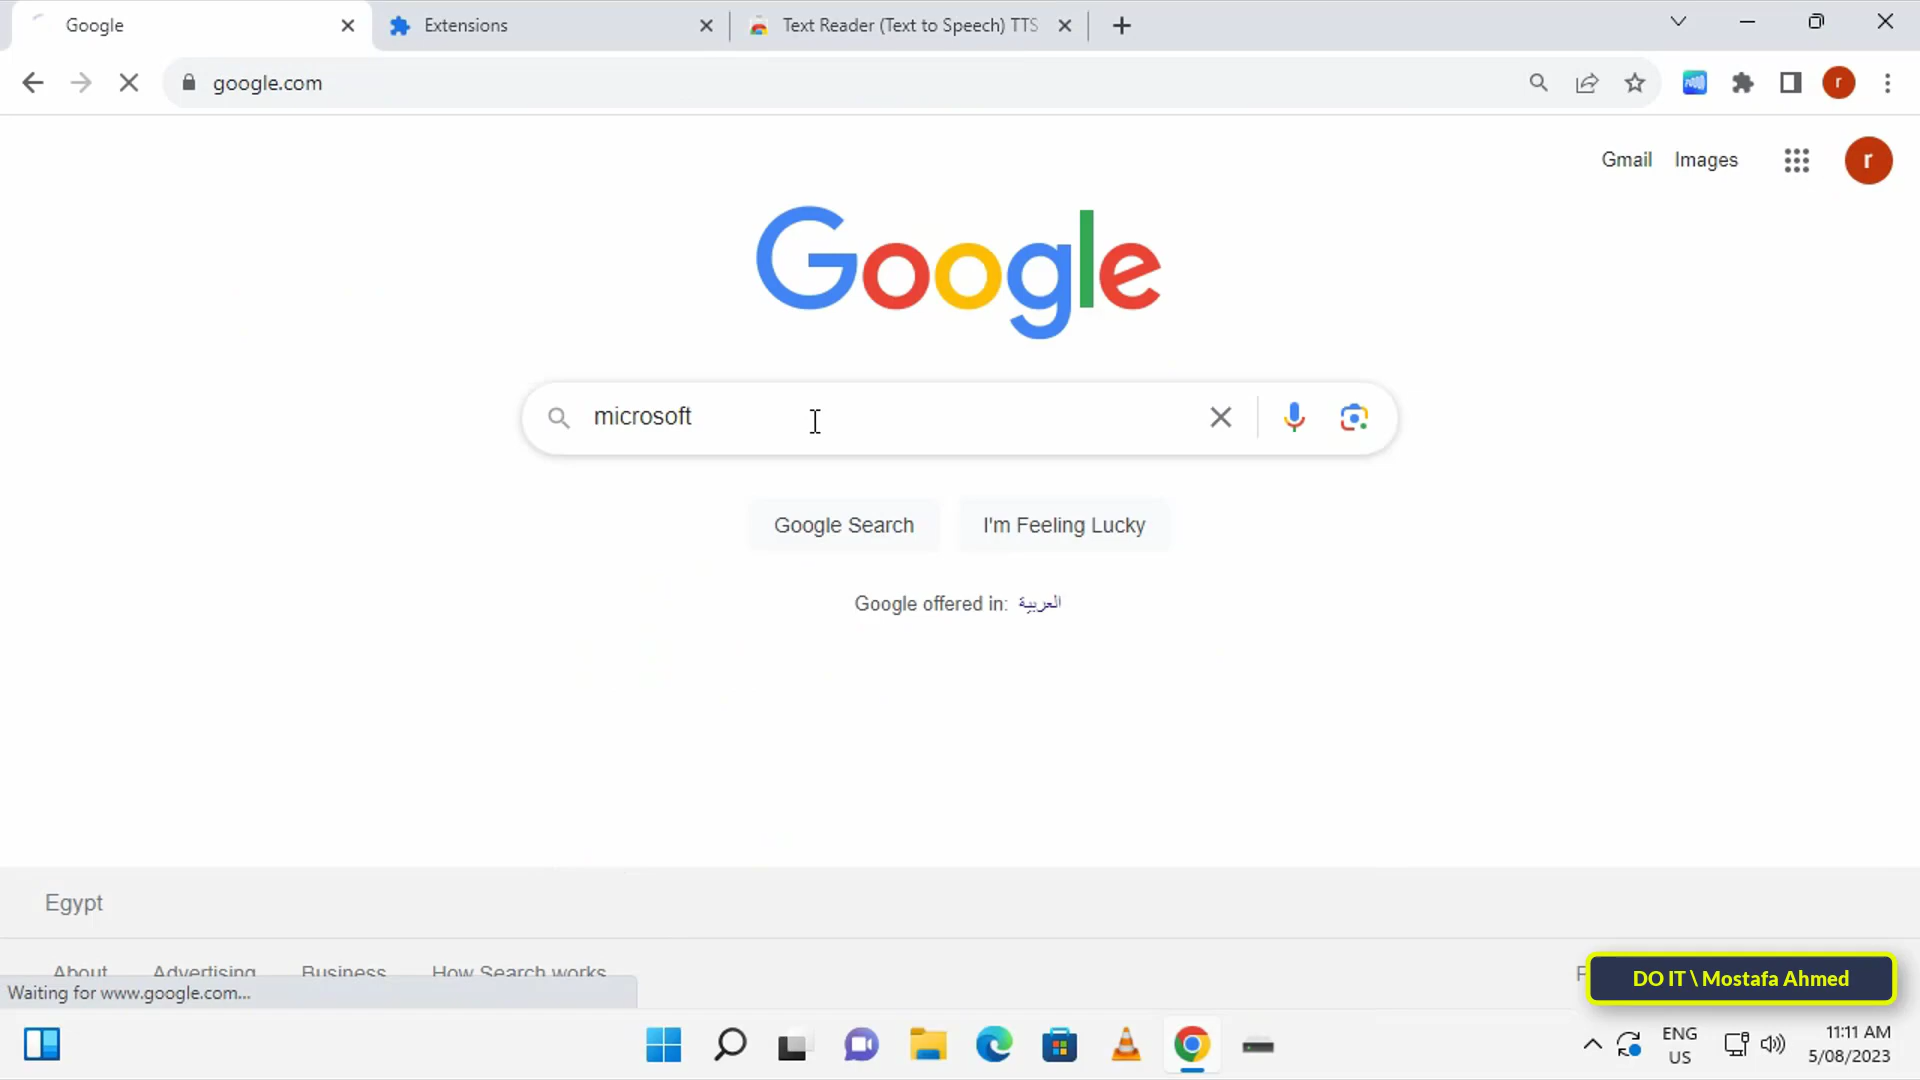 Google
Extensions
Text Reader (Text to Speech) TTS
google.com
r
Gmail
Images
r
Google
microsoft
Google Search
I'm Feeling Lucky
Google offered in: العربية
Egypt
About
Advertising
Business
How Search works
Waiting for www.google.com...
DO IT \ Mostafa Ahmed
ENG
US
11:11 AM
5/08/2023